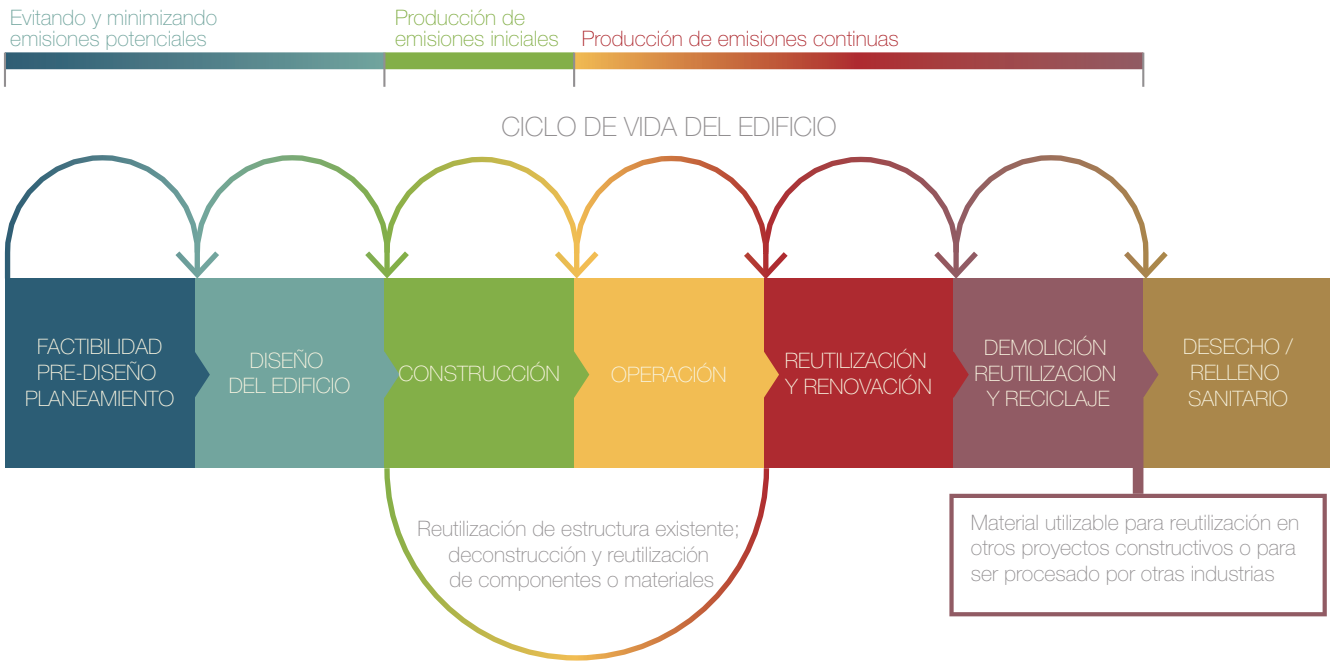 Evitando y minimizando
emisiones potenciales
Producción de
emisiones iniciales
Producción de emisiones continuas
CICLO DE VIDA DEL EDIFICIO
FACTIBILIDAD
PRE-DISEÑO
PLANEAMIENTO
DISEÑO
DEL EDIFICIO
CONSTRUCCIÓN
OPERACIÓN
REUTILIZACIÓN
Y RENOVACIÓN
DEMOLICIÓN
REUTILIZACION
Y RECICLAJE
DESECHO /
RELLENO
SANITARIO
Reutilización de estructura existente;
deconstrucción y reutilización
de componentes o materiales
Material utilizable para reutilización en
otros proyectos constructivos o para
ser procesado por otras industrias